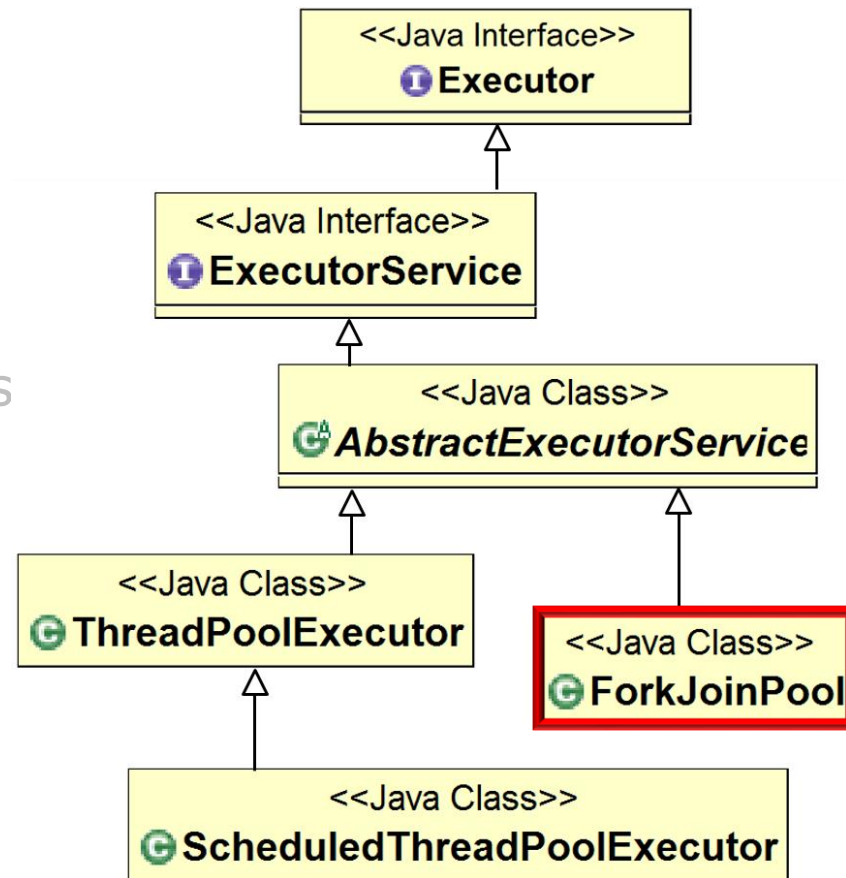 <<Java Interface>>
I Executor
<<Java Interface>>
I ExecutorService
s
<<Java Class>>
C A AbstractExecutorService
<<Java Class>>
C ThreadPoolExecutor
<<Java Class>>
C ForkJoinPool
<<Java Class>>
C ScheduledThreadPoolExecutor